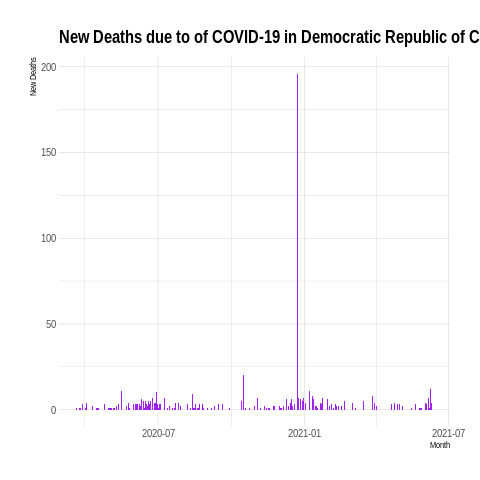 New Deaths due to of COVID-19 in Democratic Republic of C
New Deaths
200
150
100
50
0
2020-07
2021-01
2021-07
Month